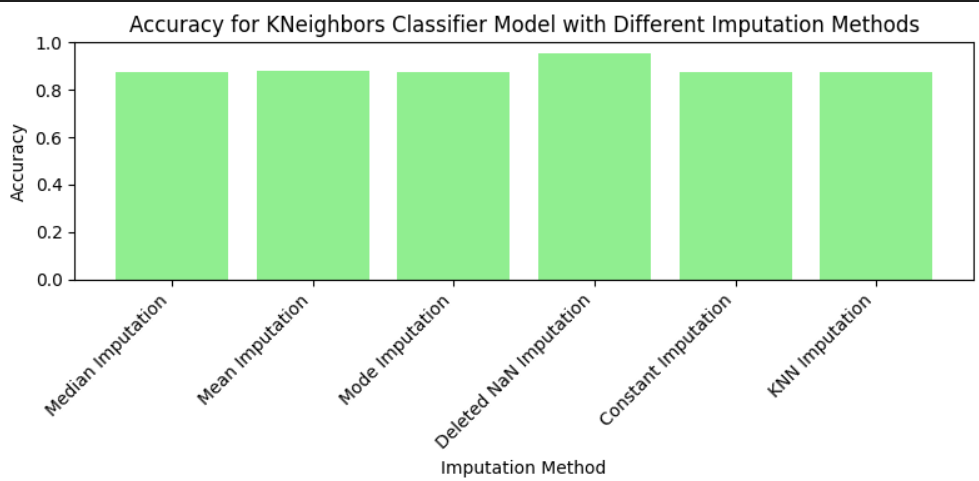 Accuracy for KNeighbors Classifier Model with Different Imputation Methods
1.0
0.8
0.6
0.4
0.2
0.0
Accuracy
Median Imputation
Mean Imputation
Mode Imputation
Deleted NaN Imputation
Constant Imputation
KNN Imputation
Imputation Method